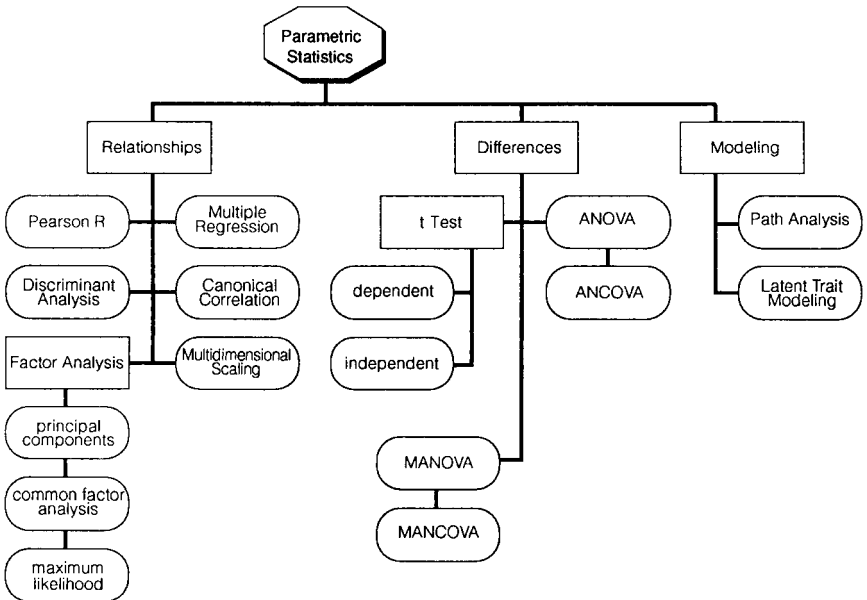 Parametric
Statistics
Relationships
Differences
Modeling
Pearson R
Multiple
Regression
t Test
ANOVA
Path Analysis
Discriminant
Analysis
Canonical
Correlation
dependent
ANCOVA
Latent Trait
Modeling
Factor Analysis
Multidimensional
Scaling
independent
principal
components
MANOVA
common factor
analysis
MANCOVA
maximum
likelihood